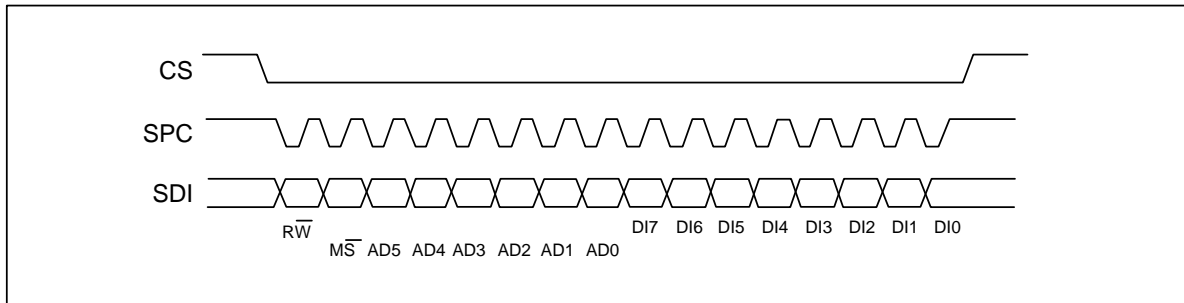 CS
SPC
SDI
RW̅ DI7 DI6 DI5 DI4 DI3 DI2 DI1 DI0
MS̅ AD5 AD4 AD3 AD2 AD1 AD0